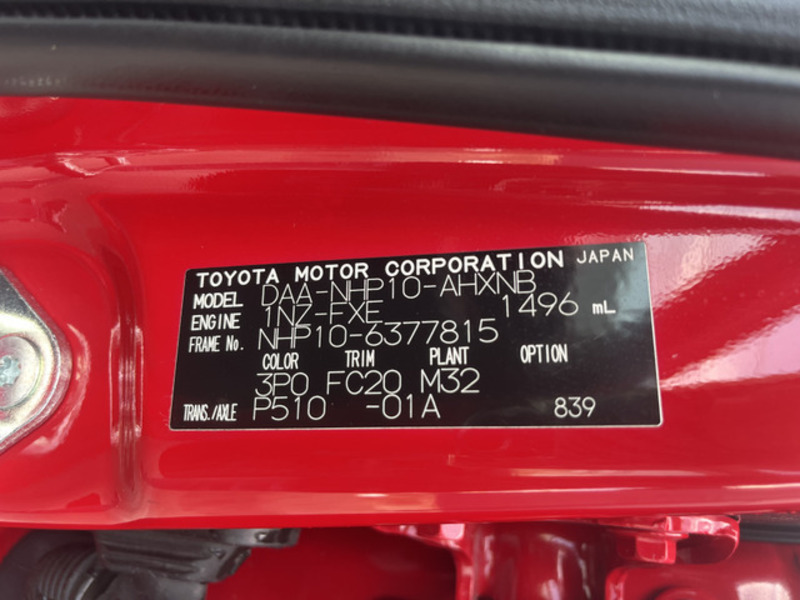 TOYOTA MOTOR CORPORATION JAPAN
MODEL DAA-NHP10-AHXNB
ENGINE 1NZ-FXE 1496 mL
FRAME No. NHP10-6377815
COLOR TRIM PLANT OPTION
3P0 FC20 M32
TRANS./AXLE P510 -01A 839